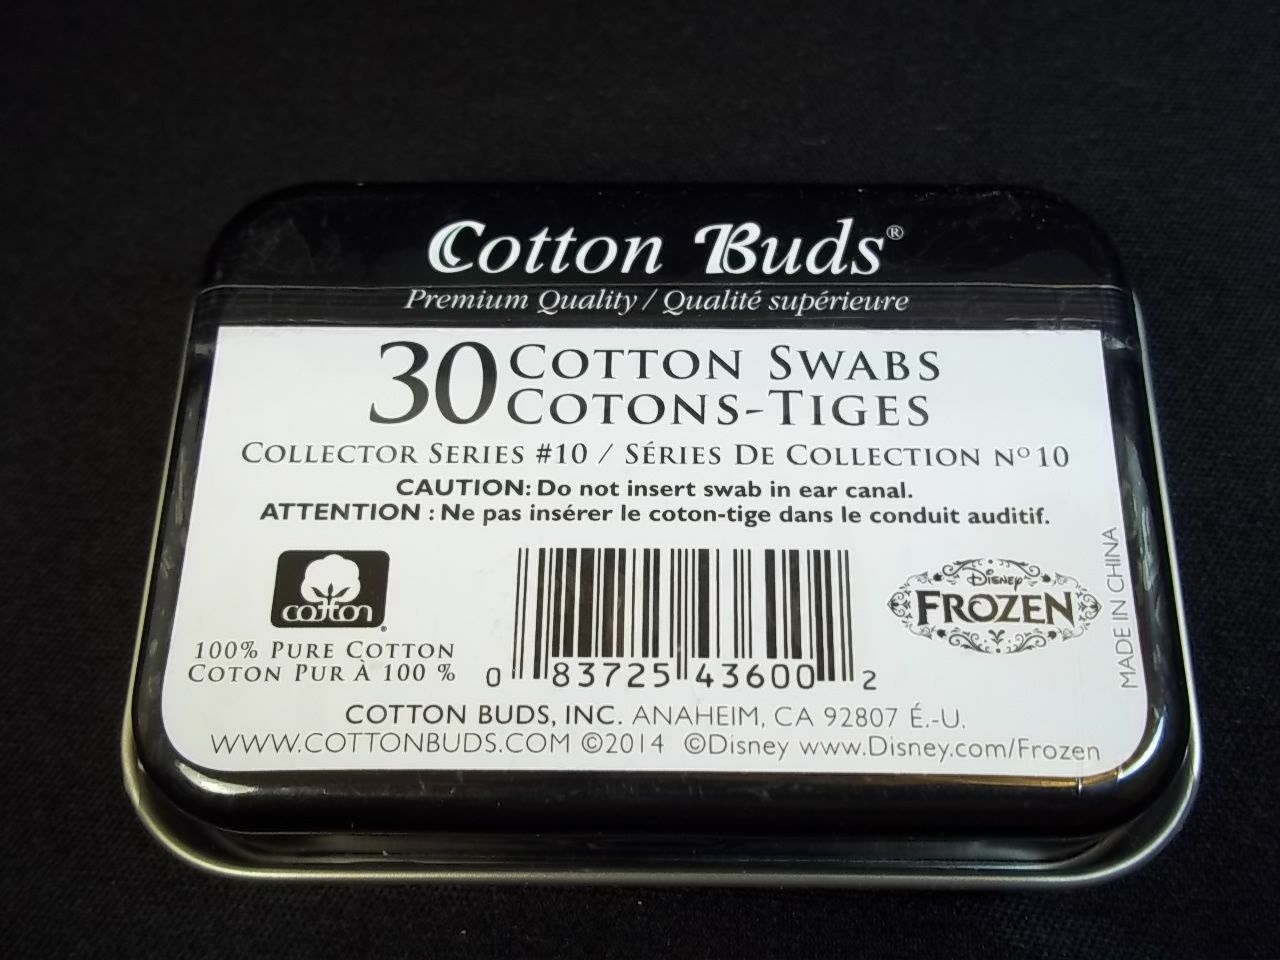 Cotton Buds®
Premium Quality / Qualité supérieure
30 COTTON SWABS
COTONS-TIGES
COLLECTOR SERIES #10 / SÉRIES DE COLLECTION Nº 10
CAUTION: Do not insert swab in ear canal.
ATTENTION : Ne pas insérer le coton-tige dans le conduit auditif.
cotton®
100% PURE COTTON
COTON PUR À 100 %
0 83725 43600 2
Disney
FROZEN
MADE IN CHINA
COTTON BUDS, INC. ANAHEIM, CA 92807 É.-U.
WWW.COTTONBUDS.COM ©2014 ©Disney www.Disney.com/Frozen